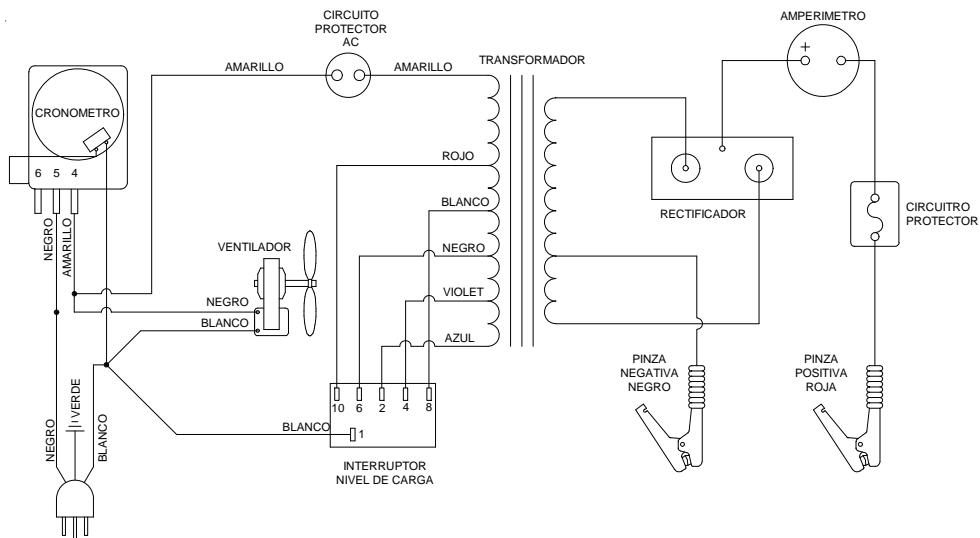 CIRCUITO
PROTECTOR
AC
AMPERIMETRO
AMARILLO
AMARILLO
TRANSFORMADOR
+
CRONOMETRO
6 5 4
ROJO
BLANCO
NEGRO
AMARILLO
RECTIFICADOR
CIRCUITRO
PROTECTOR
VENTILADOR
NEGRO
NEGRO
VIOLET
BLANCO
AZUL
PINZA
NEGATIVA
NEGRO
PINZA
POSITIVA
ROJA
10 6 2 4 8
BLANCO
1
NEGRO
VERDE
BLANCO
INTERRUPTOR
NIVEL DE CARGA